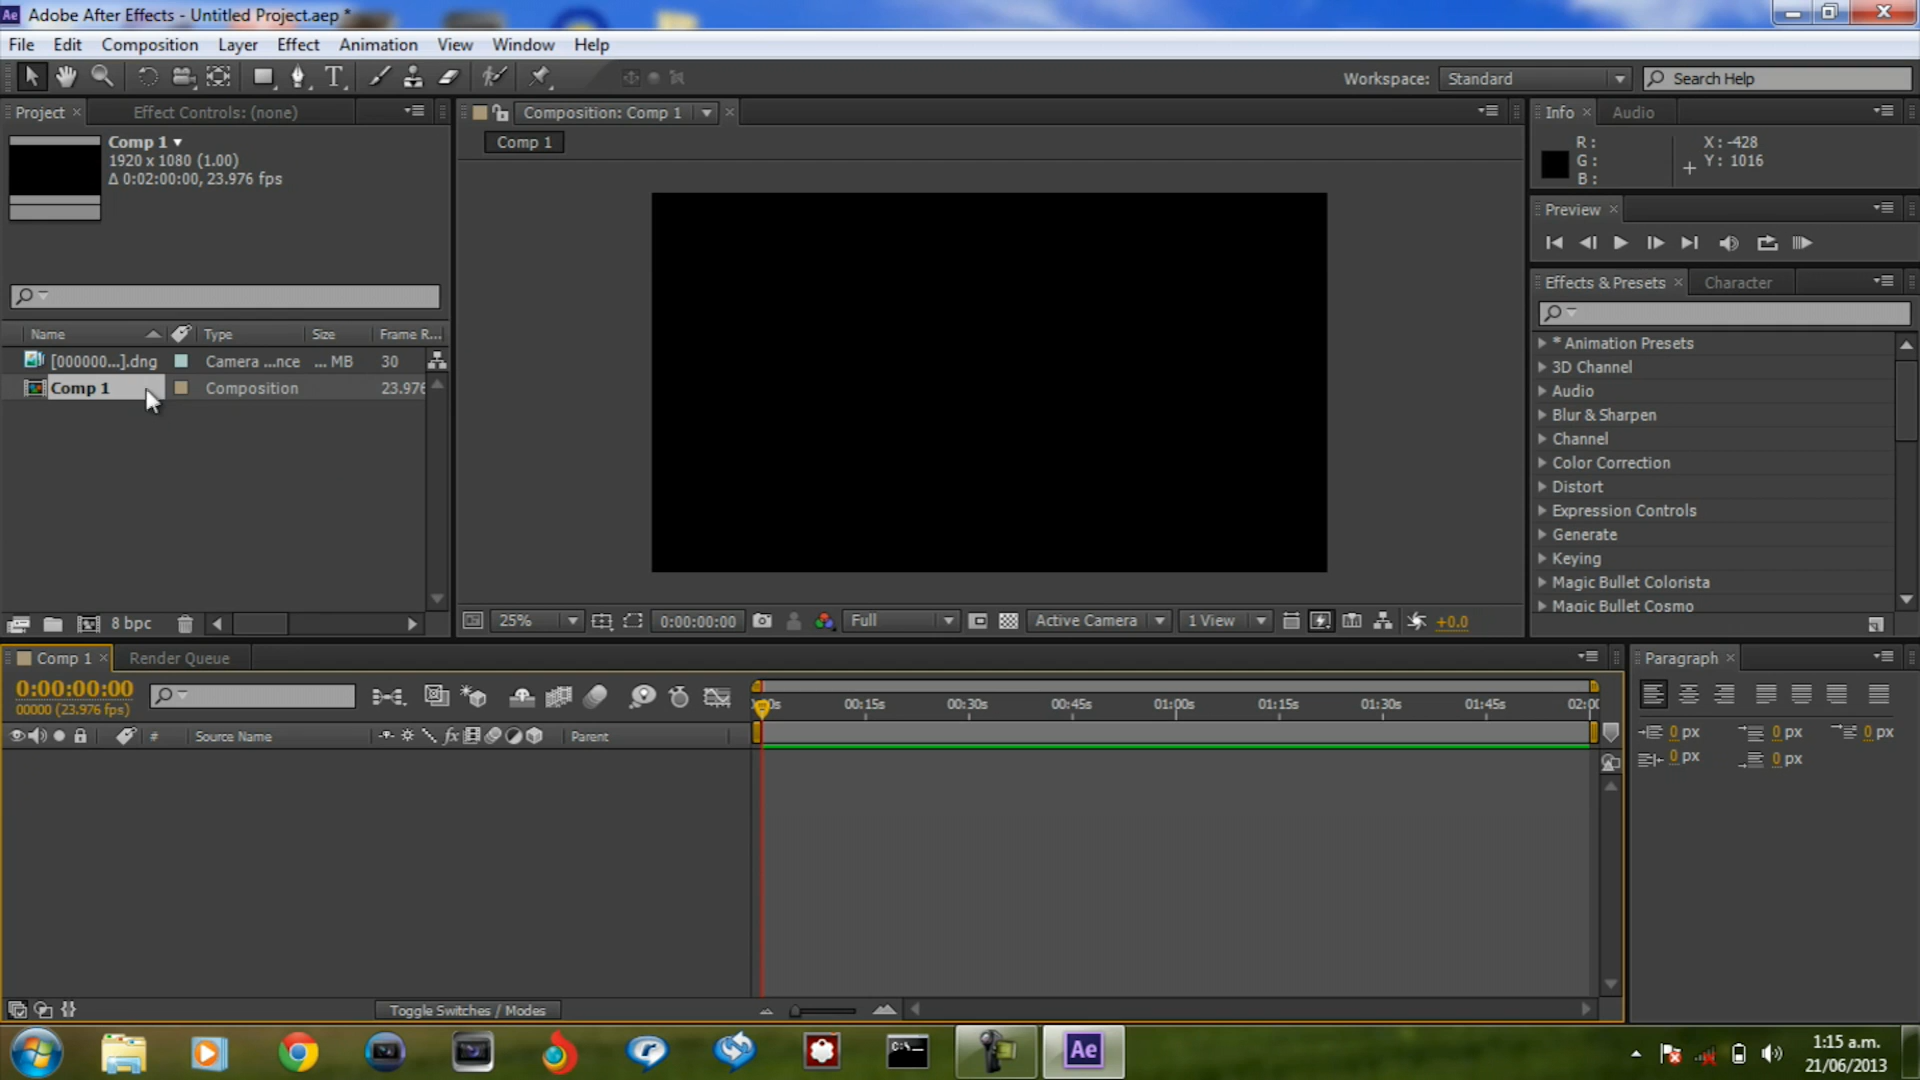 Adobe After Effects - Untitled Project.aep *
File Edit Composition Layer Effect Animation View Window Help
Workspace: Standard Search Help
Project Effect Controls: (none)
Comp 1
1920 x 1080 (1.00)
Δ 0:02:00:00, 23.976 fps
Name Type Size Frame R...
[000000...].dng Camera ...nce ... MB 30
Comp 1 Composition 23.976
8 bpc
Composition: Comp 1
Comp 1
25% 0:00:00:00 Full Active Camera 1 View +0.0
Info Audio
R: X: -428
G: Y: 1016
B:
Preview
Effects & Presets Character
* Animation Presets
3D Channel
Audio
Blur & Sharpen
Channel
Color Correction
Distort
Expression Controls
Generate
Keying
Magic Bullet Colorista
Magic Bullet Cosmo
Comp 1 Render Queue
0:00:00:00
00000 (23.976 fps)
00:15s 00:30s 00:45s 01:00s 01:15s 01:30s 01:45s 02:00
# Source Name fx Parent
Toggle Switches / Modes
Paragraph
0 px 0 px 0 px
0 px 0 px
C:\ Ae
1:15 a.m.
21/06/2013